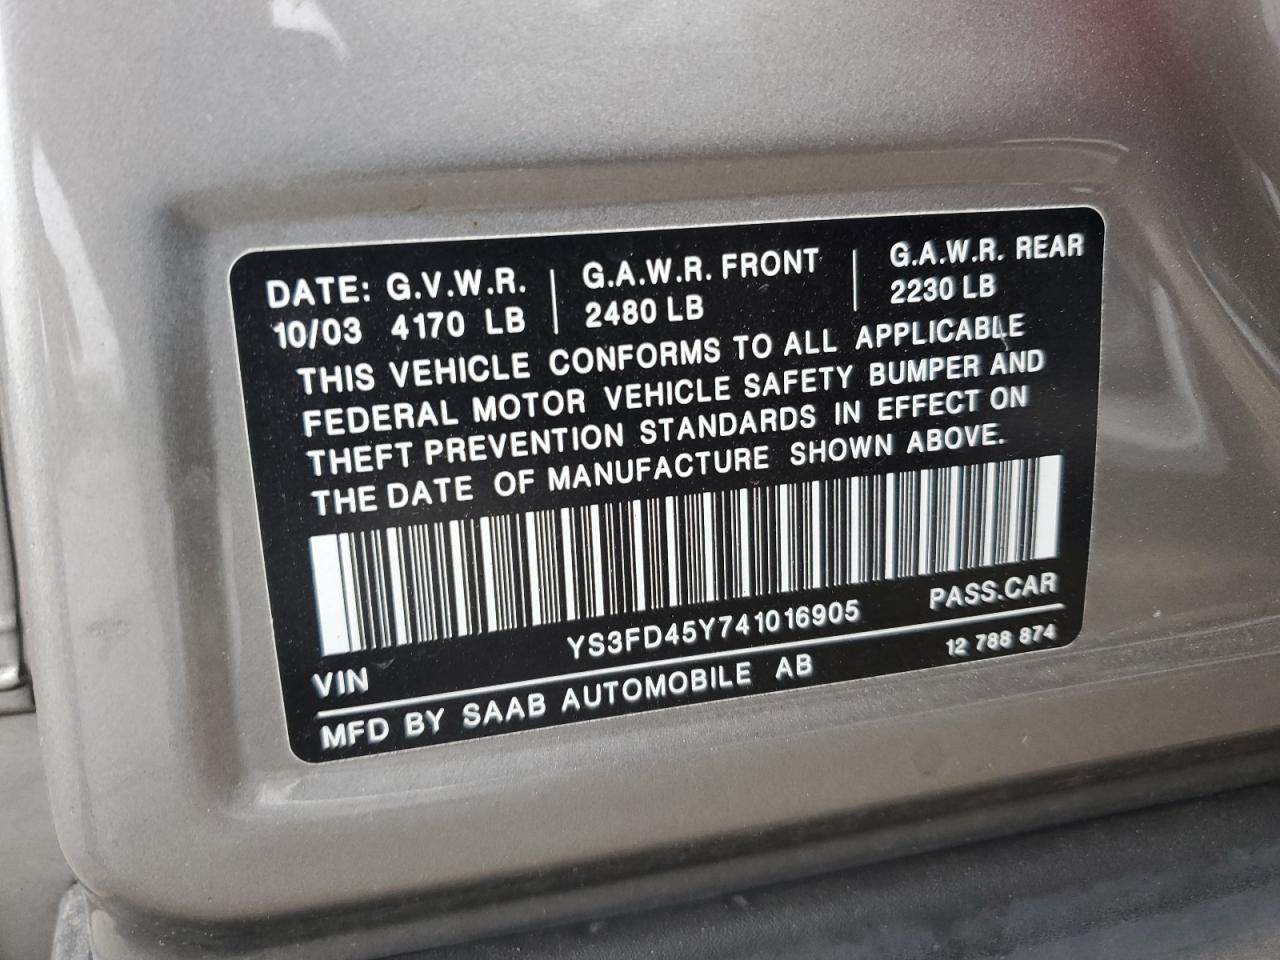 DATE: G.V.W.R. | G.A.W.R. FRONT | G.A.W.R. REAR
10/03 4170 LB | 2480 LB | 2230 LB
THIS VEHICLE CONFORMS TO ALL APPLICABLE
FEDERAL MOTOR VEHICLE SAFETY BUMPER AND
THEFT PREVENTION STANDARDS IN EFFECT ON
THE DATE OF MANUFACTURE SHOWN ABOVE.
YS3FD45Y741016905 PASS.CAR
VIN
MFD BY SAAB AUTOMOBILE AB 12 788 874